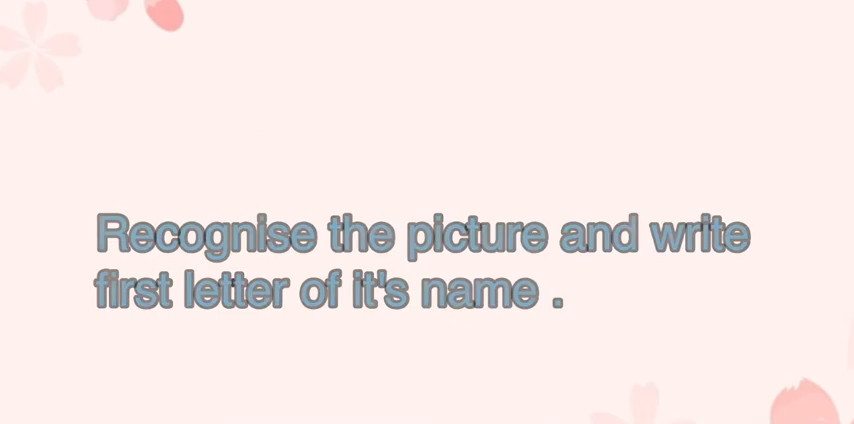 Recognise the picture and write
first letter of it's name .